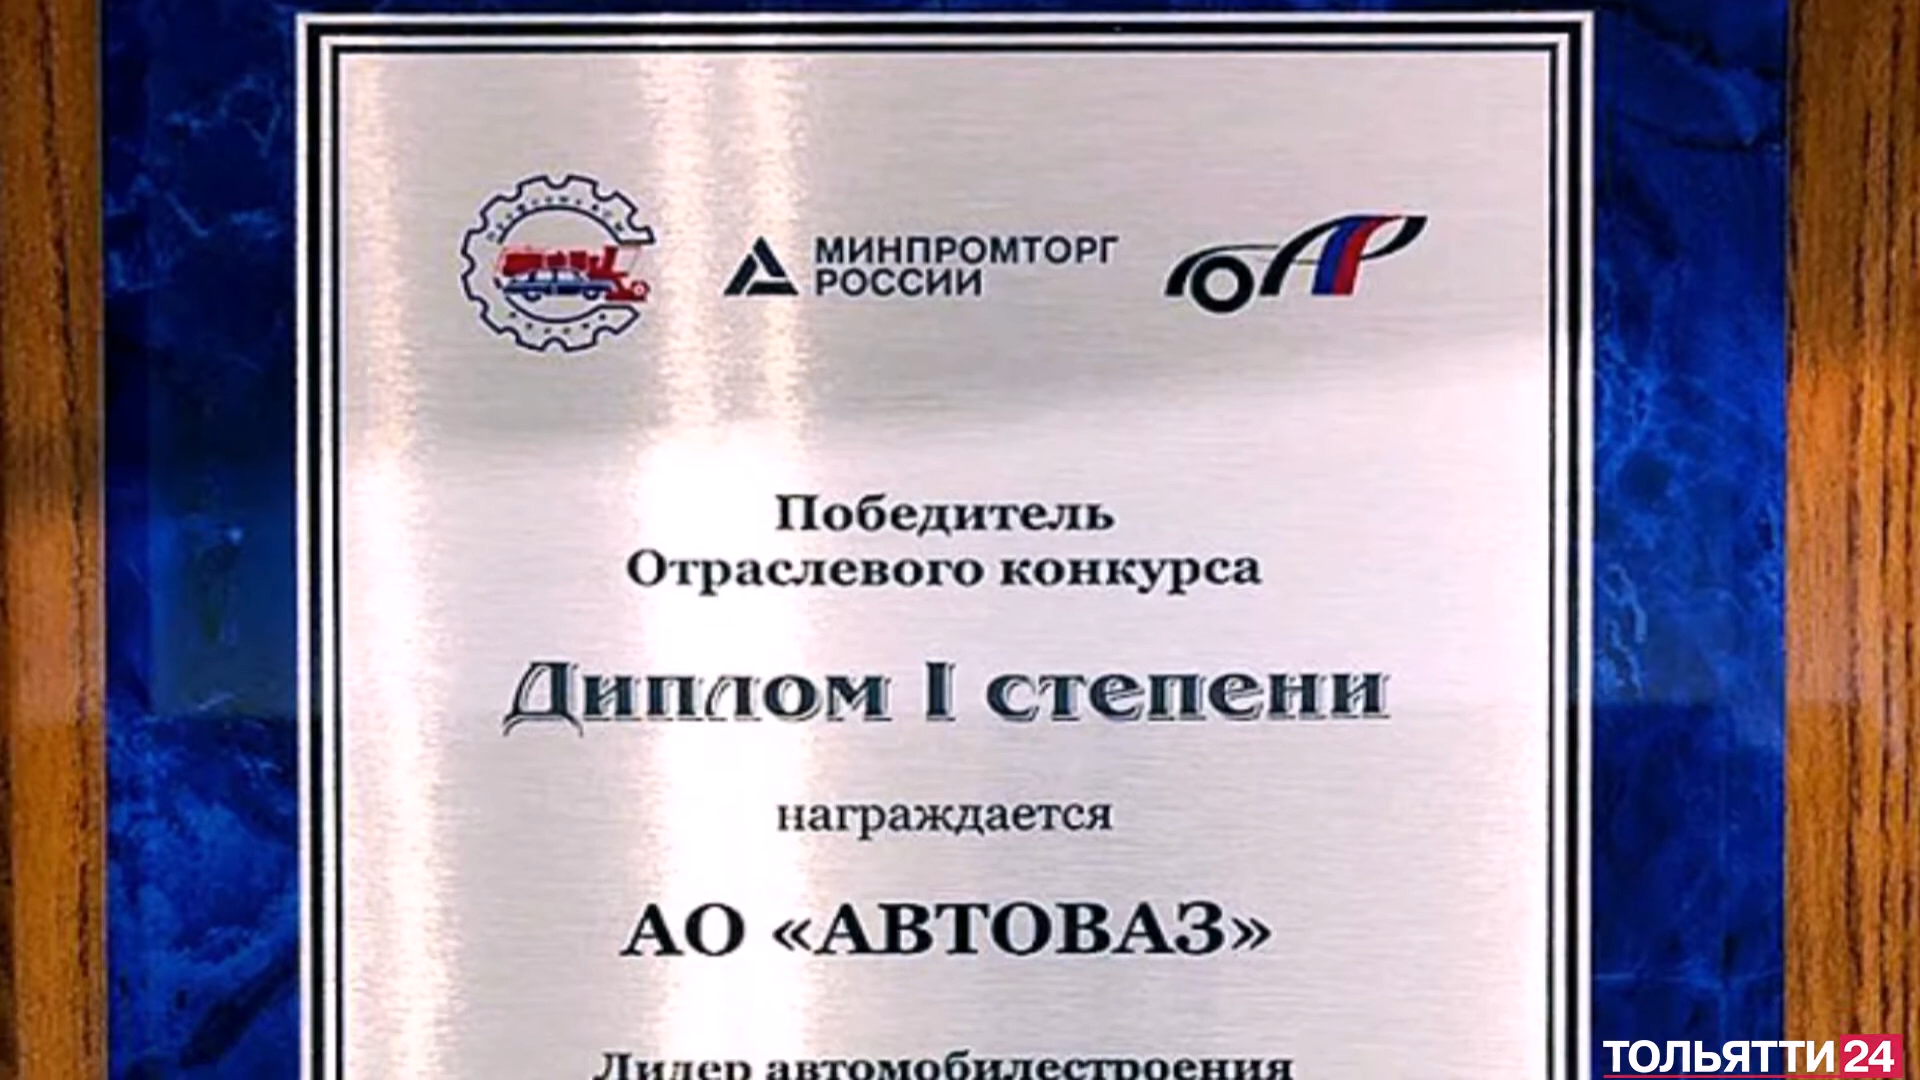 МИНПРОМТОРГ
РОССИИ
Победитель
Отраслевого конкурса
Диплом I степени
награждается
АО «АВТОВАЗ»
Лидер автомобилестроения
ТОЛЬЯТТИ 24